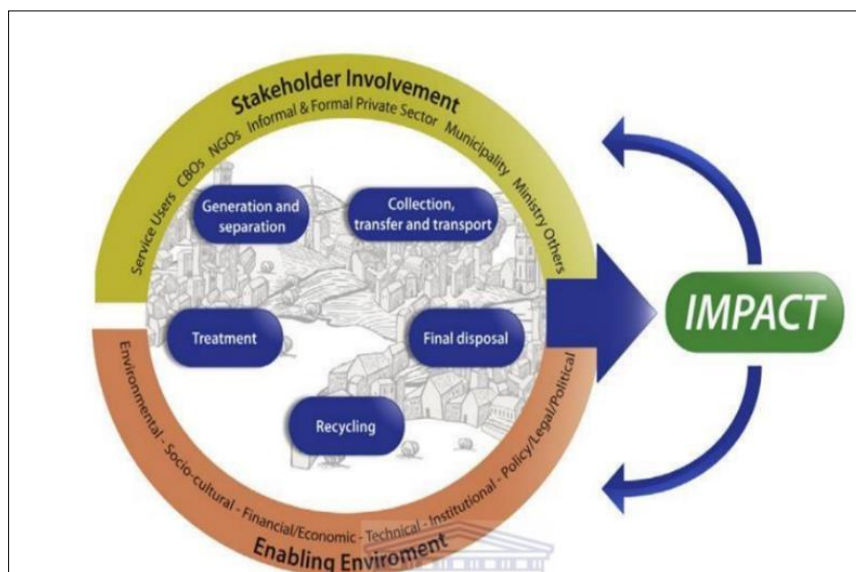 Stakeholder Involvement
Service Users CBOs NGOs Informal & Formal Private Sector Municipality Ministry Others
Generation and
separation
Collection,
transfer and transport
IMPACT
Treatment
Final disposal
Recycling
Environmental - Socio-cultural - Financial/Economic - Technical - Institutional - Policy/Legal/Political
Enabling Enviroment